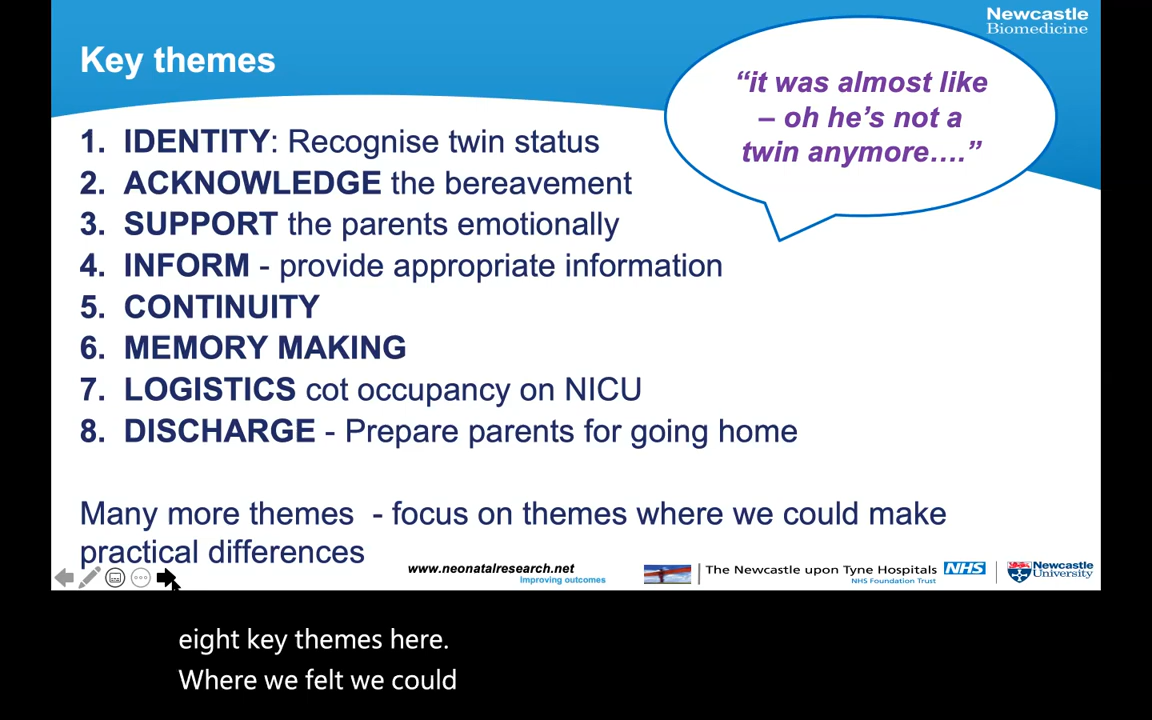 Newcastle
Biomedicine
Key themes
“it was almost like
– oh he’s not a
twin anymore….”
1. IDENTITY: Recognise twin status
2. ACKNOWLEDGE the bereavement
3. SUPPORT the parents emotionally
4. INFORM - provide appropriate information
5. CONTINUITY
6. MEMORY MAKING
7. LOGISTICS cot occupancy on NICU
8. DISCHARGE - Prepare parents for going home
Many more themes - focus on themes where we could make
practical differences
www.neonatalresearch.net
Improving outcomes
The Newcastle upon Tyne Hospitals NHS
NHS Foundation Trust
Newcastle
University
eight key themes here.
Where we felt we could